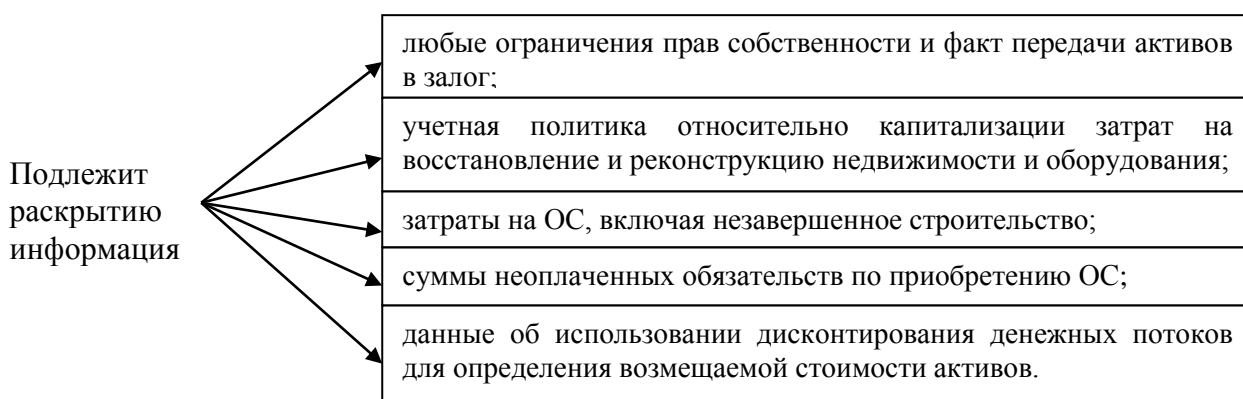 любые ограничения прав собственности и факт передачи активов
в залог;
учетная политика относительно капитализации затрат на
восстановление и реконструкцию недвижимости и оборудования;
Подлежит
раскрытию
информация
затраты на ОС, включая незавершенное строительство;
суммы неоплаченных обязательств по приобретению ОС;
данные об использовании дисконтирования денежных потоков
для определения возмещаемой стоимости активов.